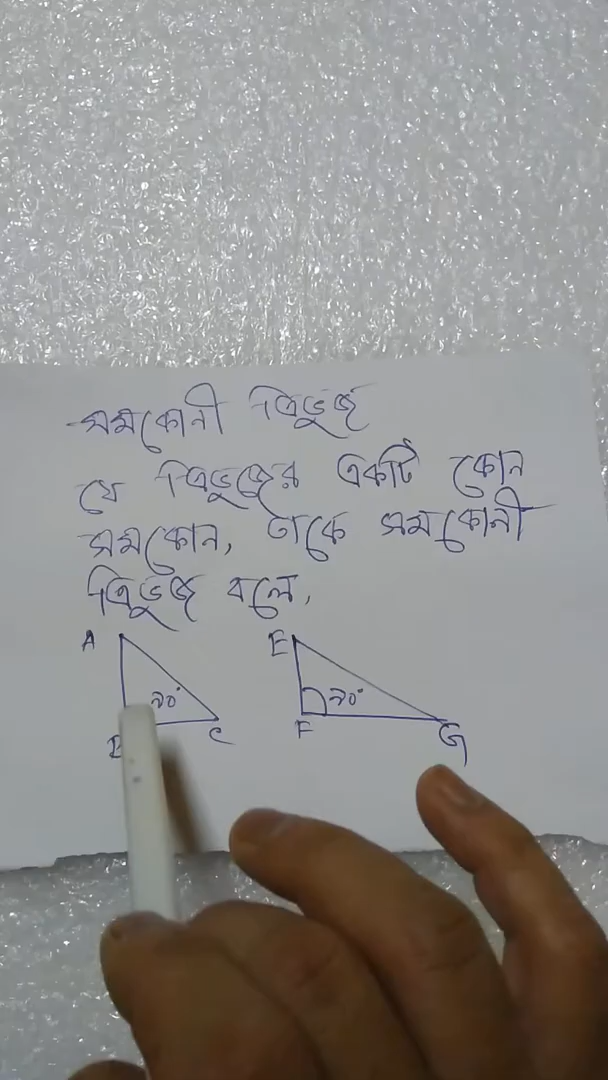 সমকোনী ত্রিভুজ
যে ত্রিভুজের একটি কোন
সমকোন, তাকে সমকোনী
ত্রিভুজ বলে,
A E
৯০° ৯০°
B C F G